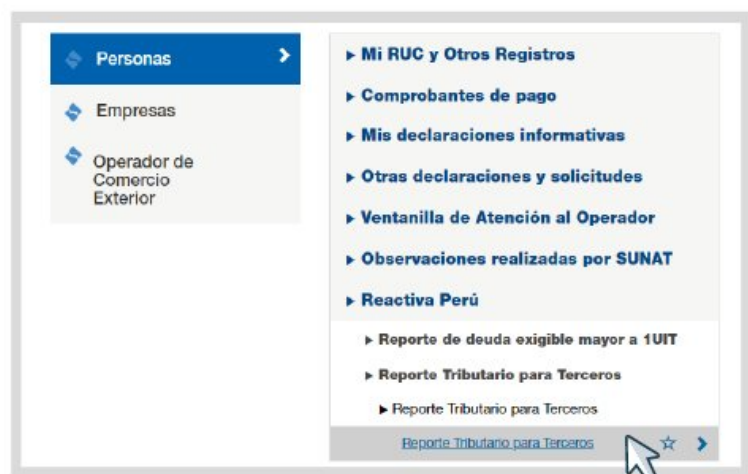 Personas
Empresas
Operador de
Comercio
Exterior
Mi RUC y Otros Registros
Comprobantes de pago
Mis declaraciones informativas
Otras declaraciones y solicitudes
Ventanilla de Atención al Operador
Observaciones realizadas por SUNAT
Reactiva Perú
Reporte de deuda exigible mayor a 1UIT
Reporte Tributario para Terceros
Reporte Tributario para Terceros
Reporte Tributario para Terceros